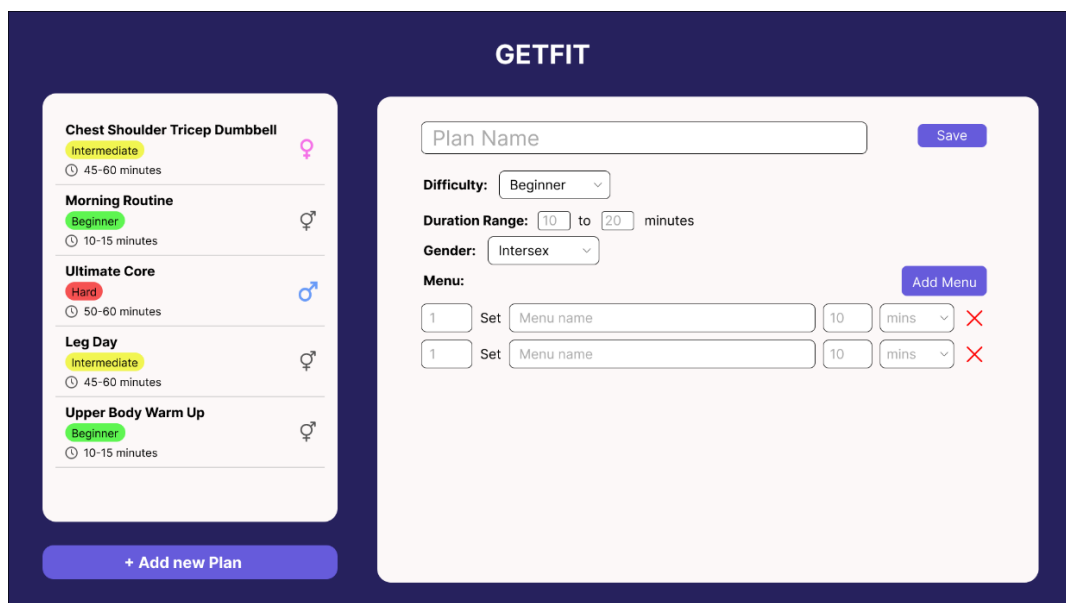 GETFIT
Chest Shoulder Tricep Dumbbell
Intermediate
45-60 minutes
Morning Routine
Beginner
10-15 minutes
Ultimate Core
Hard
50-60 minutes
Leg Day
Intermediate
45-60 minutes
Upper Body Warm Up
Beginner
10-15 minutes
+ Add new Plan
Plan Name
Save
Difficulty: Beginner
Duration Range: 10 to 20 minutes
Gender: Intersex
Menu: Add Menu
1 Set Menu name 10 mins
1 Set Menu name 10 mins